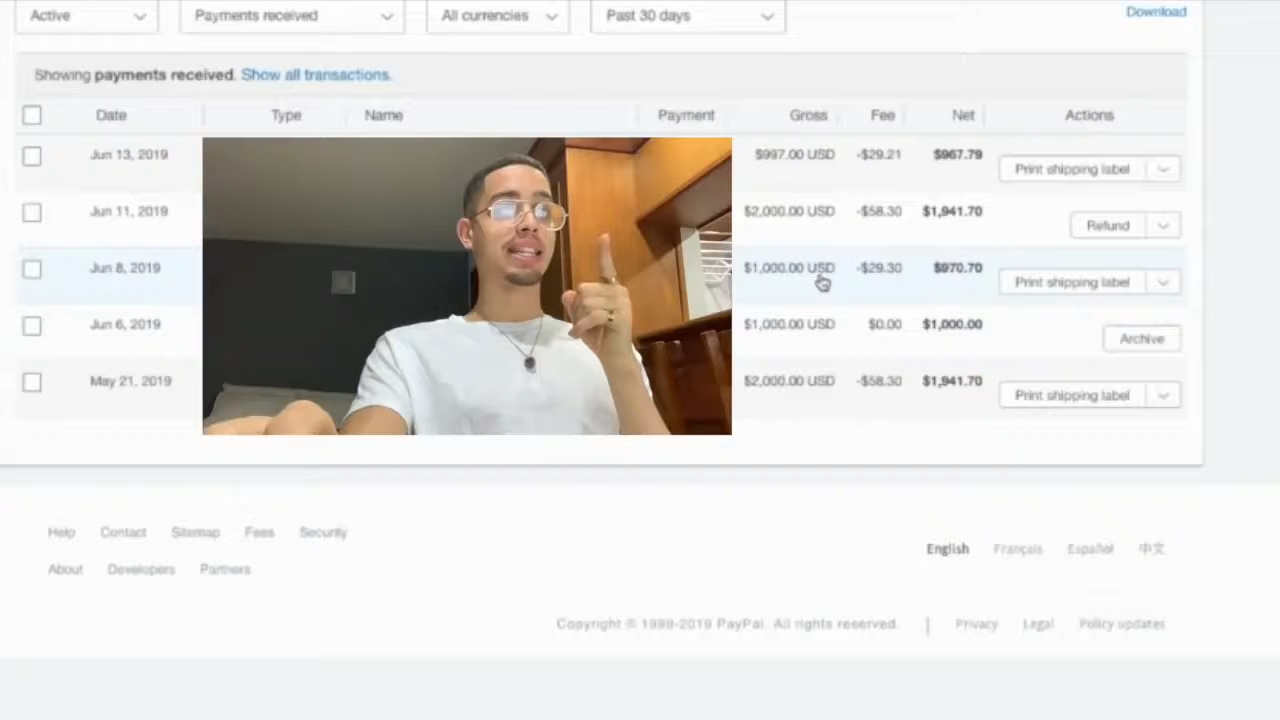 Active Payments received All currencies Past 30 days Download
Showing payments received. Show all transactions.
Date Type Name Payment Gross Fee Net Actions
Jun 13, 2019 $997.00 USD -$29.21 $967.79 Print shipping label
Jun 11, 2019 $2,000.00 USD -$58.30 $1,941.70 Refund
Jun 8, 2019 $1,000.00 USD -$29.30 $970.70 Print shipping label
Jun 6, 2019 $1,000.00 USD $0.00 $1,000.00 Archive
May 21, 2019 $2,000.00 USD -$58.30 $1,941.70 Print shipping label
Help Contact Sitemap Fees Security
English Français Español 中文
About Developers Partners
Copyright © 1999-2019 PayPal. All rights reserved. | Privacy Legal Policy updates